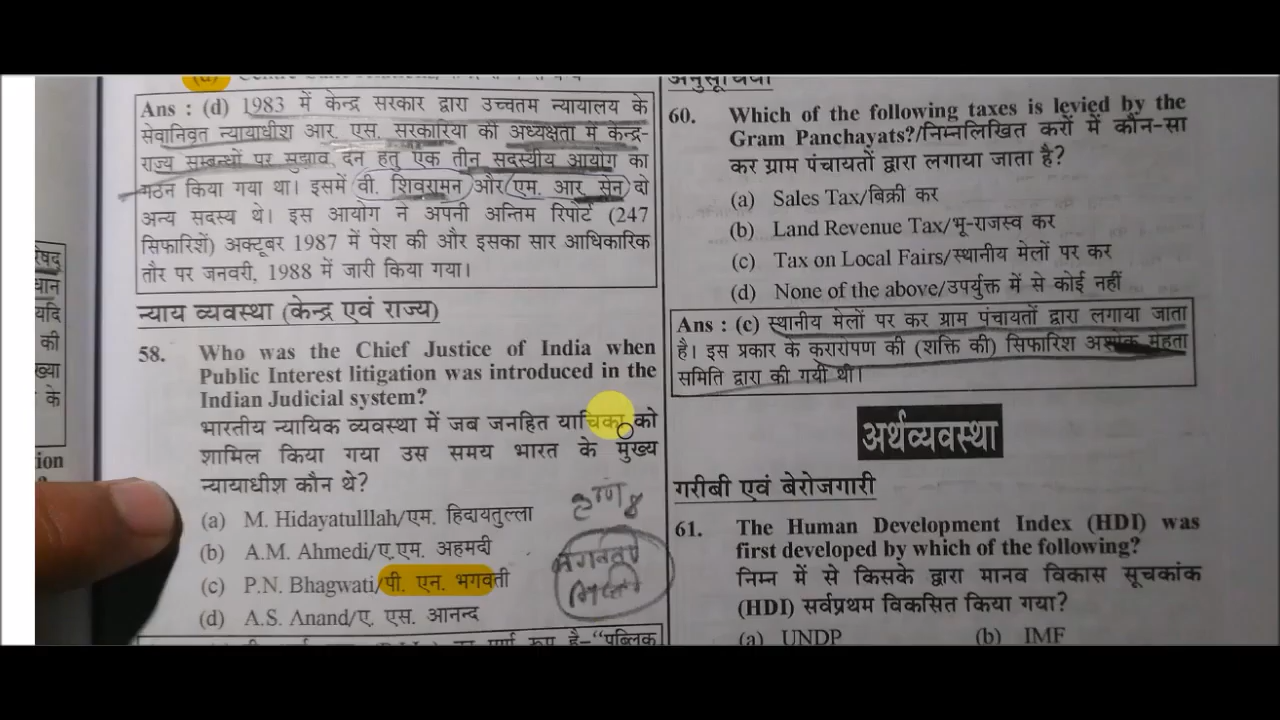 Ans : (d) 1983 में केन्द्र सरकार द्वारा उच्चतम न्यायालय के
सेवानिवृत न्यायाधीश आर. एस. सरकारिया की अध्यक्षता में केन्द्र-
राज्य सम्बन्धों पर सुझाव देने हेतु एक तीन सदस्यीय आयोग का
गठन किया गया था। इसमें वी. शिवरामन और एम. आर. सेन दो
अन्य सदस्य थे। इस आयोग ने अपनी अन्तिम रिपोर्ट (247
सिफारिशें) अक्टूबर 1987 में पेश की और इसका सार आधिकारिक
तौर पर जनवरी, 1988 में जारी किया गया।
न्याय व्यवस्था (केन्द्र एवं राज्य)
58. Who was the Chief Justice of India when
Public Interest litigation was introduced in the
Indian Judicial system?
भारतीय न्यायिक व्यवस्था में जब जनहित याचिका को
शामिल किया गया उस समय भारत के मुख्य
न्यायाधीश कौन थे?
(a) M. Hidayatulllah/एम. हिदायतुल्ला
(b) A.M. Ahmedi/ए.एम. अहमदी
(c) P.N. Bhagwati/पी. एन. भगवती
(d) A.S. Anand/ए. एस. आनन्द
अनुसूचियाँ
60. Which of the following taxes is levied by the
Gram Panchayats?/निम्नलिखित करों में कौन-सा
कर ग्राम पंचायतों द्वारा लगाया जाता है?
(a) Sales Tax/बिक्री कर
(b) Land Revenue Tax/भू-राजस्व कर
(c) Tax on Local Fairs/स्थानीय मेलों पर कर
(d) None of the above/उपर्युक्त में से कोई नहीं
Ans : (c) स्थानीय मेलों पर कर ग्राम पंचायतों द्वारा लगाया जाता
है। इस प्रकार के करारोपण की (शक्ति की) सिफारिश अशोक मेहता
समिति द्वारा की गयी थी।
अर्थव्यवस्था
गरीबी एवं बेरोजगारी
61. The Human Development Index (HDI) was
first developed by which of the following?
निम्न में से किसके द्वारा मानव विकास सूचकांक
(HDI) सर्वप्रथम विकसित किया गया?
(a) UNDP (b) IMF